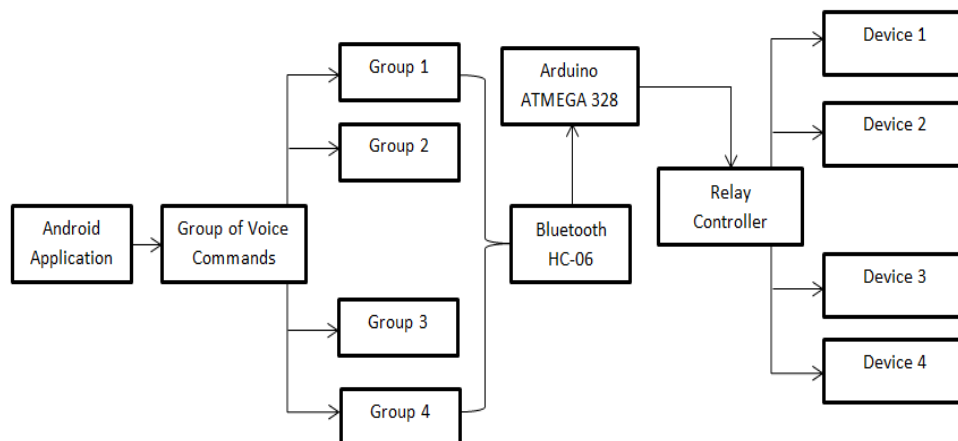 Android
Application
Group of Voice
Commands
Group 1
Group 2
Group 3
Group 4
Bluetooth
HC-06
Arduino
ATMEGA 328
Relay
Controller
Device 1
Device 2
Device 3
Device 4